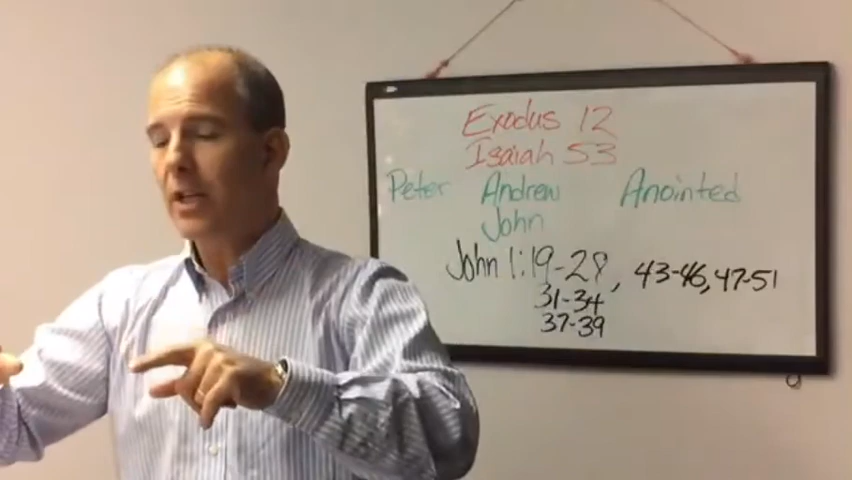 Exodus 12
Isaiah 53
Peter Andrew Anointed
John
John 1:19-28, 43-46, 47-51
31-34
37-39